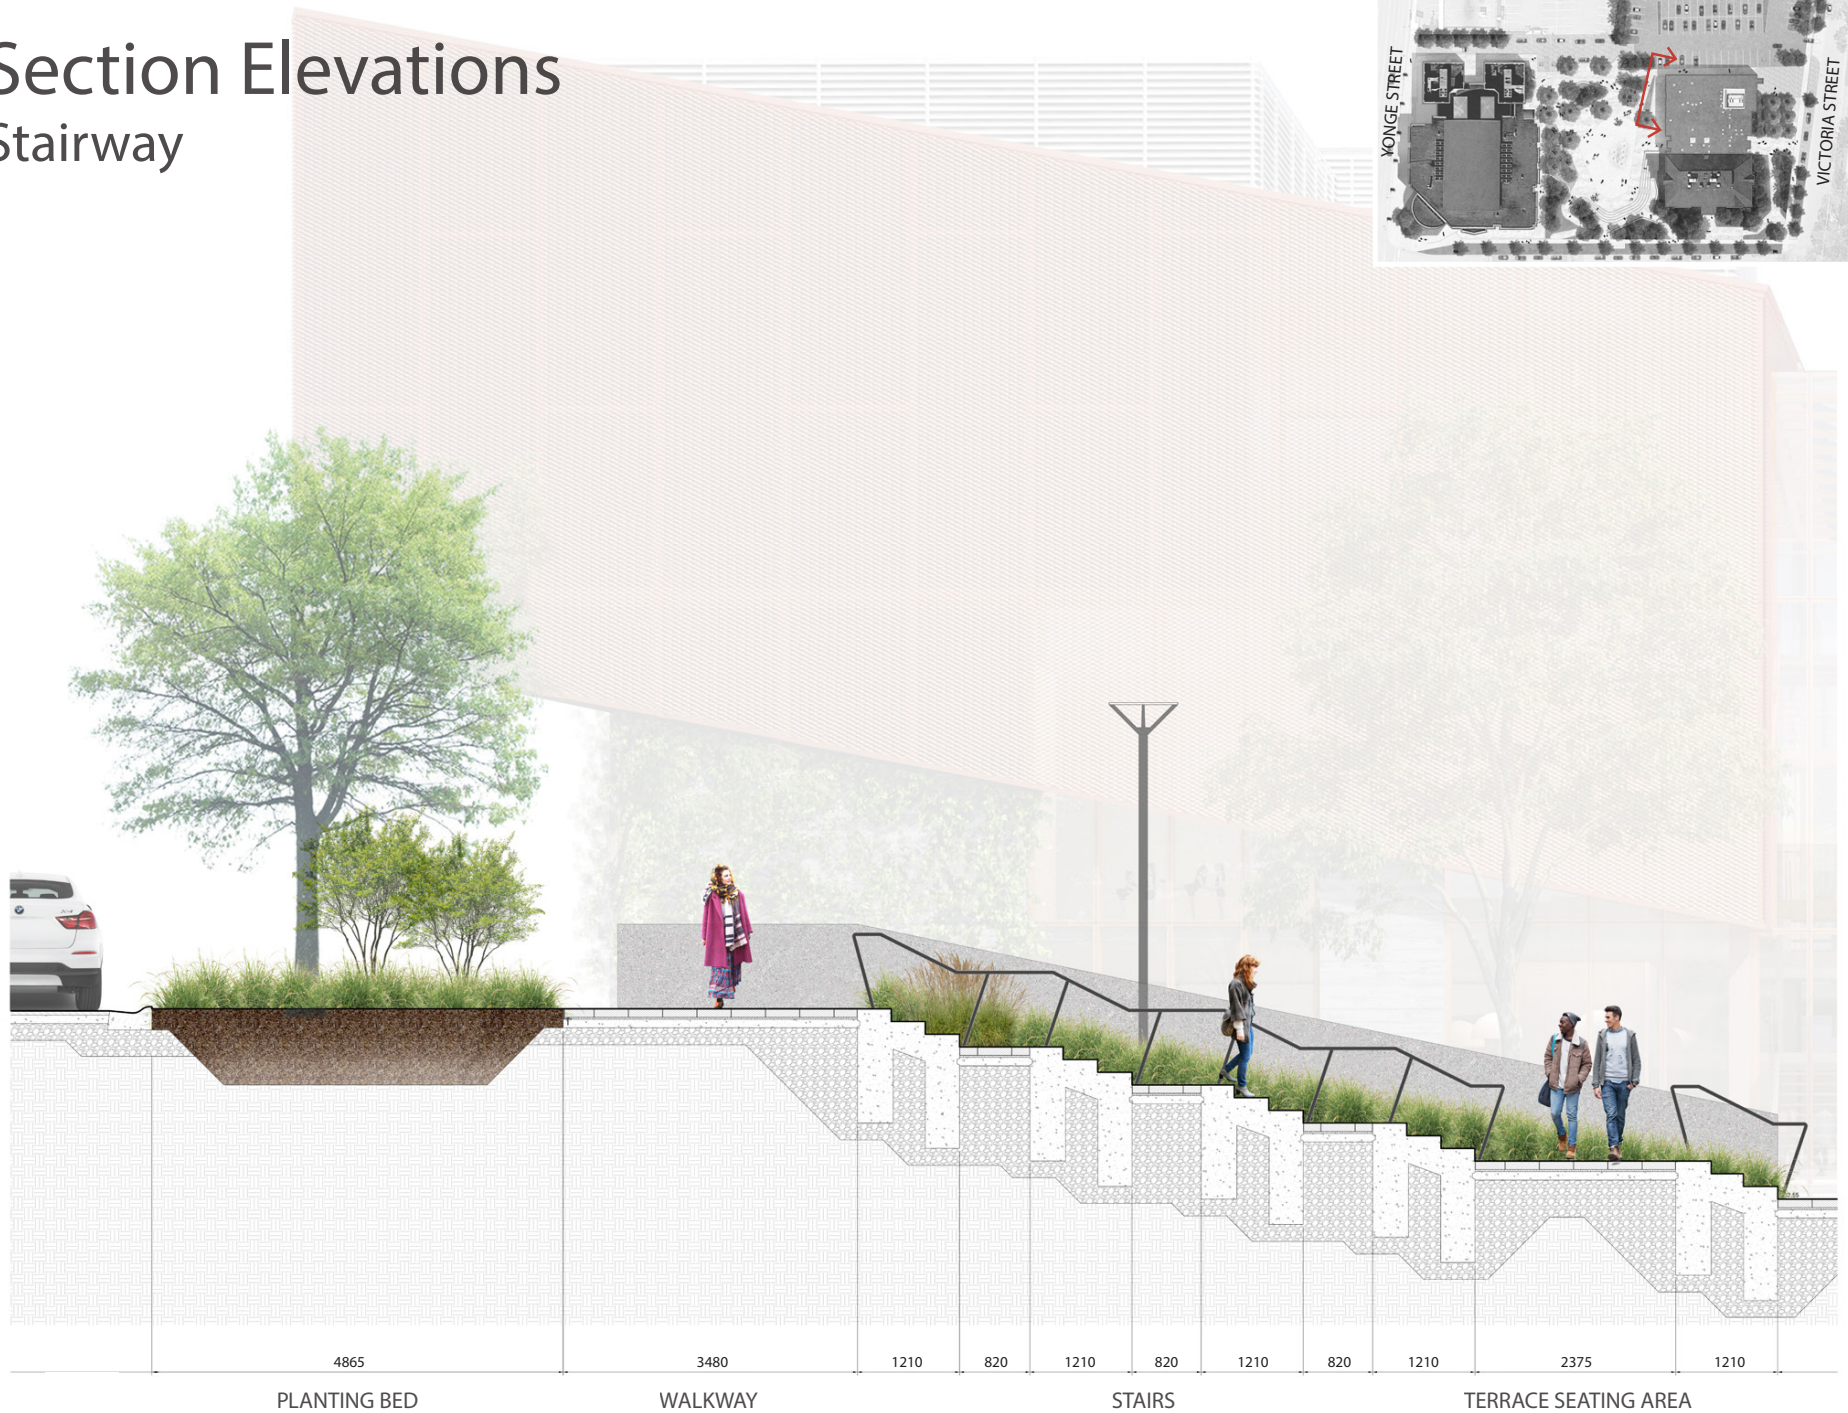 Section Elevations
Stairway
YONGE STREET
VICTORIA STREET
4865
3480
1210
820
1210
820
1210
820
1210
2375
1210
PLANTING BED
WALKWAY
STAIRS
TERRACE SEATING AREA